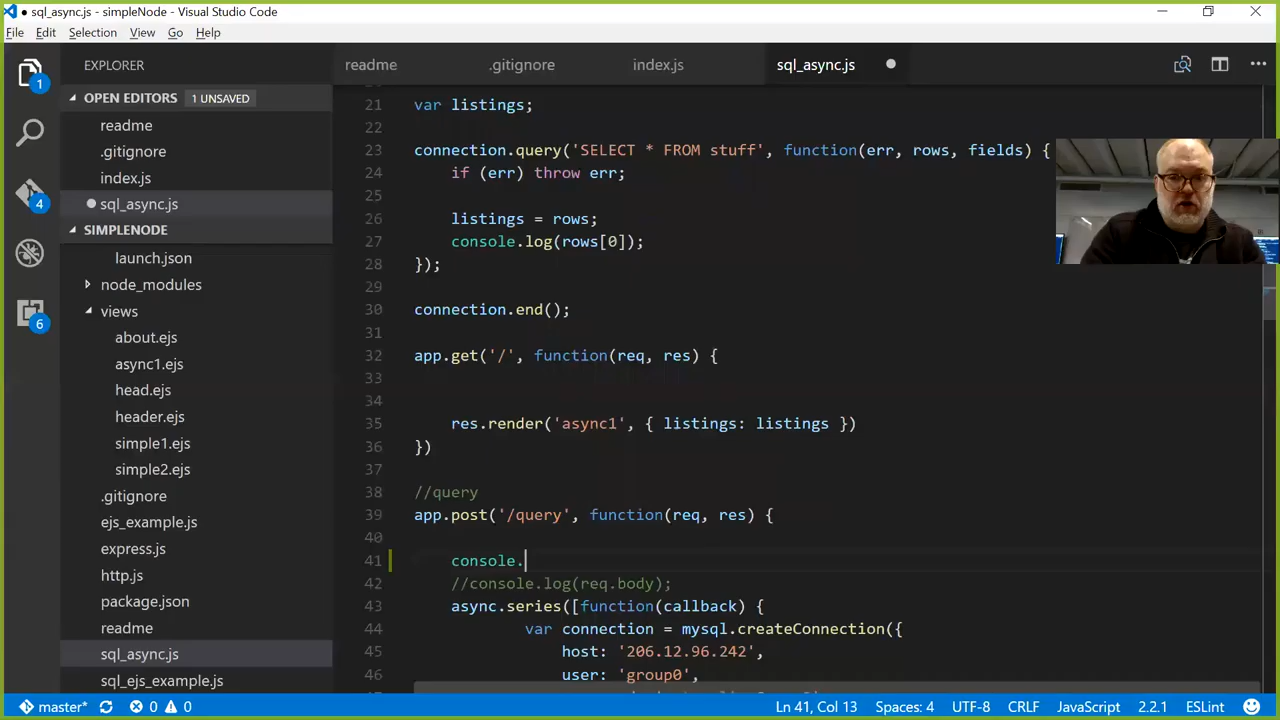 ● sql_async.js - simpleNode - Visual Studio Code
File Edit Selection View Go Help
EXPLORER
readme .gitignore index.js sql_async.js ●
OPEN EDITORS 1 UNSAVED
readme
.gitignore
index.js
● sql_async.js
SIMPLENODE
launch.json
node_modules
views
about.ejs
async1.ejs
head.ejs
header.ejs
simple1.ejs
simple2.ejs
.gitignore
ejs_example.js
express.js
http.js
package.json
readme
sql_async.js
sql_ejs_example.js
1
4
6
21 var listings;
22
23 connection.query('SELECT * FROM stuff', function(err, rows, fields) {
24 if (err) throw err;
25
26 listings = rows;
27 console.log(rows[0]);
28 });
29
30 connection.end();
31
32 app.get('/', function(req, res) {
33
34
35 res.render('async1', { listings: listings })
36 })
37
38 //query
39 app.post('/query', function(req, res) {
40
41 console.
42 //console.log(req.body);
43 async.series([function(callback) {
44 var connection = mysql.createConnection({
45 host: '206.12.96.242',
46 user: 'group0',
master* 0 0 Ln 41, Col 13 Spaces: 4 UTF-8 CRLF JavaScript 2.2.1 ESLint